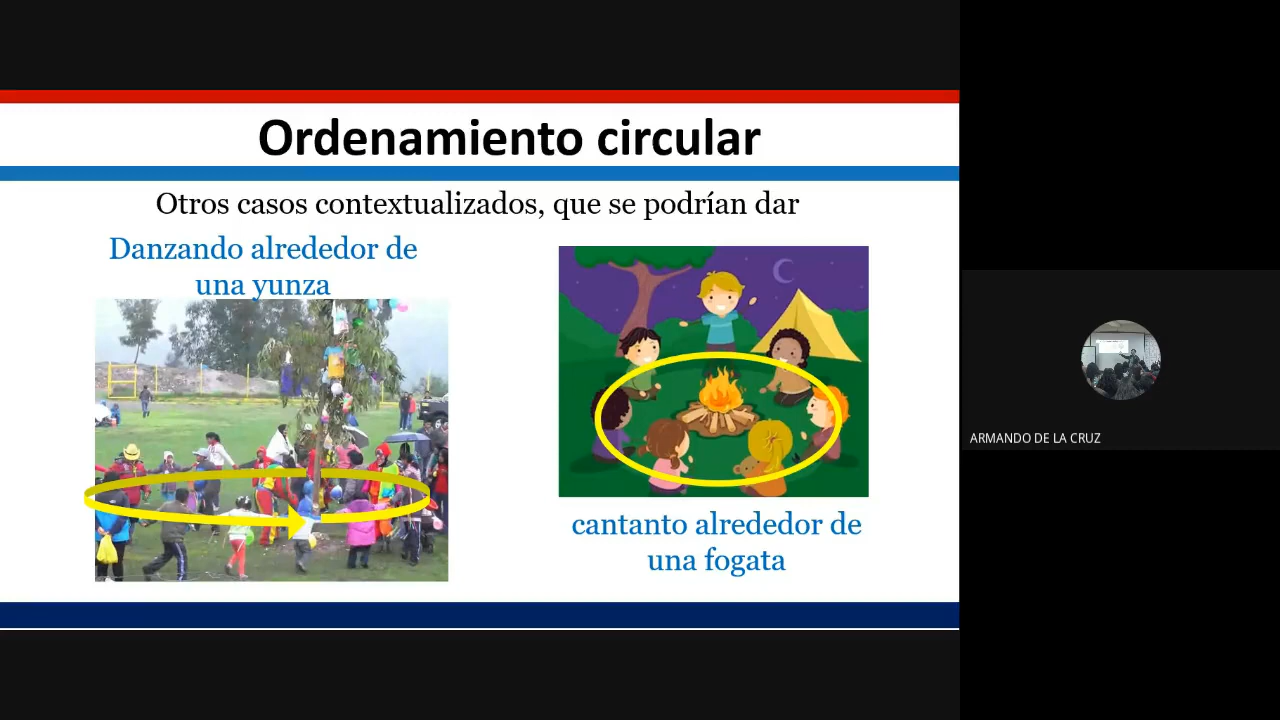 Ordenamiento circular
Otros casos contextualizados, que se podrían dar
Danzando alrededor de
una yunza
cantanto alrededor de
una fogata
ARMANDO DE LA CRUZ